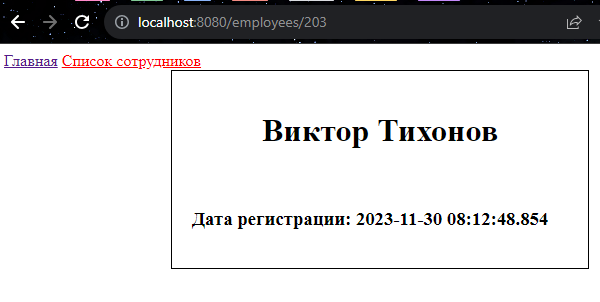 localhost:8080/employees/203
Главная Список сотрудников
Виктор Тихонов
Дата регистрации: 2023-11-30 08:12:48.854